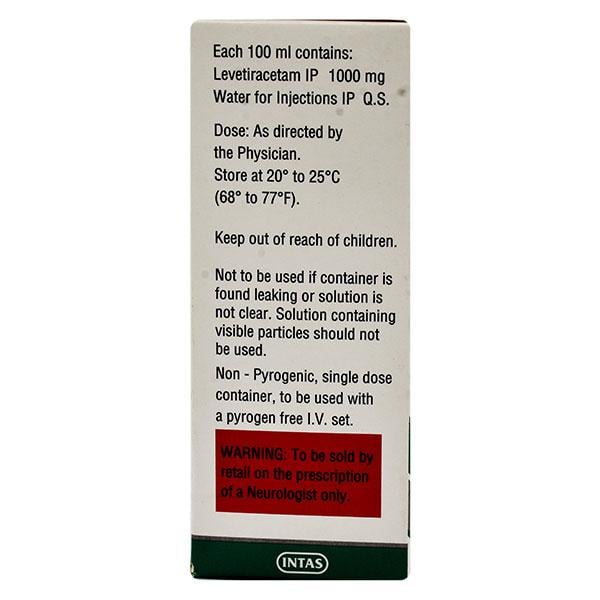 Each 100 ml contains:
Levetiracetam IP 1000 mg
Water for Injections IP Q.S.
Dose: As directed by
the Physician.
Store at 20° to 25°C
(68° to 77°F).
Keep out of reach of children.
Not to be used if container is
found leaking or solution is
not clear. Solution containing
visible particles should not
be used.
Non - Pyrogenic, single dose
container, to be used with
a pyrogen free I.V. set.
WARNING: To be sold by
retail on the prescription
of a Neurologist only.
INTAS